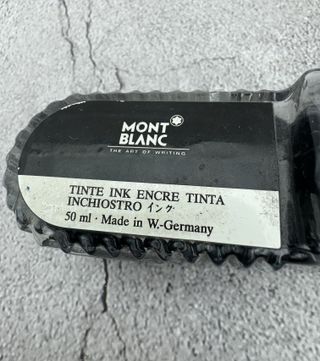 MONT
BLANC
THE ART OF WRITING
TINTE INK ENCRE TINTA
INCHIOSTRO インク
50 ml · Made in W.-Germany